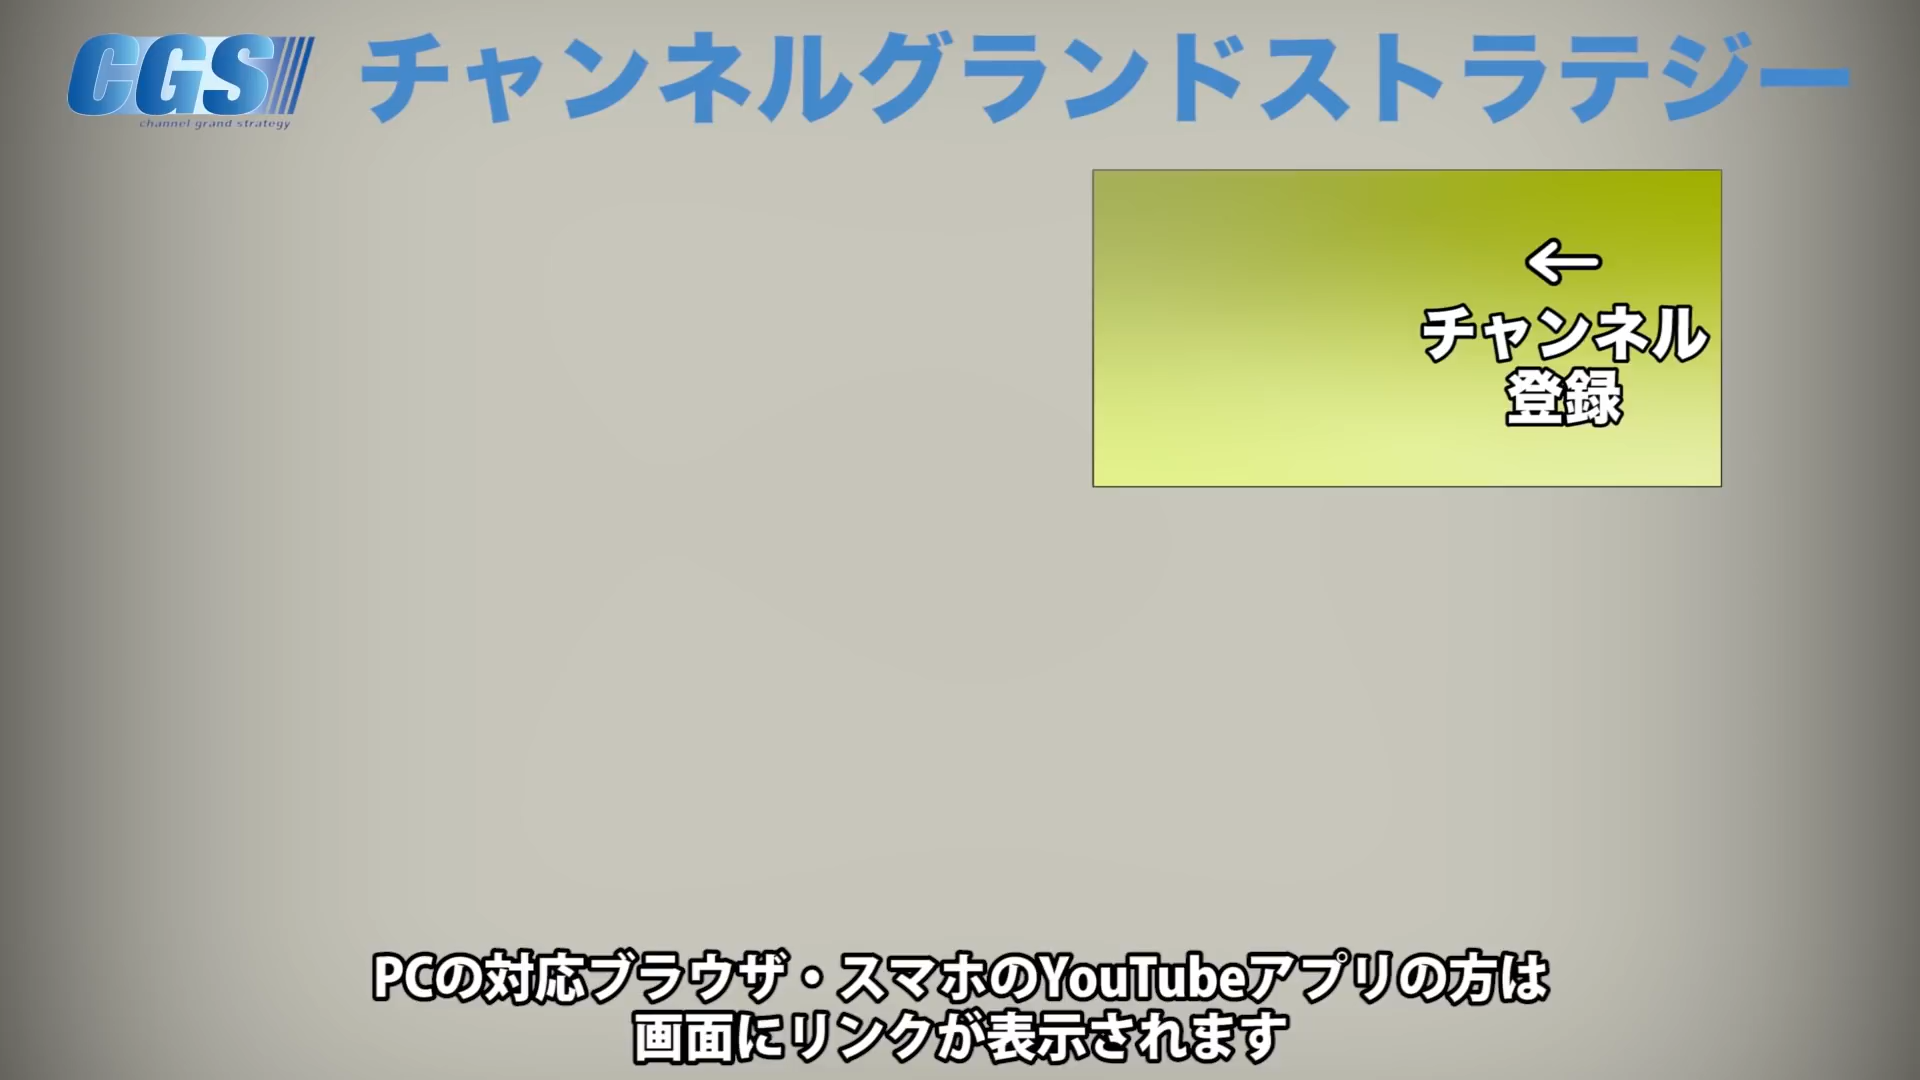 CGS
channel grand strategy
チャンネルグランドストラテジー
←
チャンネル
登録
PCの対応ブラウザ・スマホのYouTubeアプリの方は
画面にリンクが表示されます